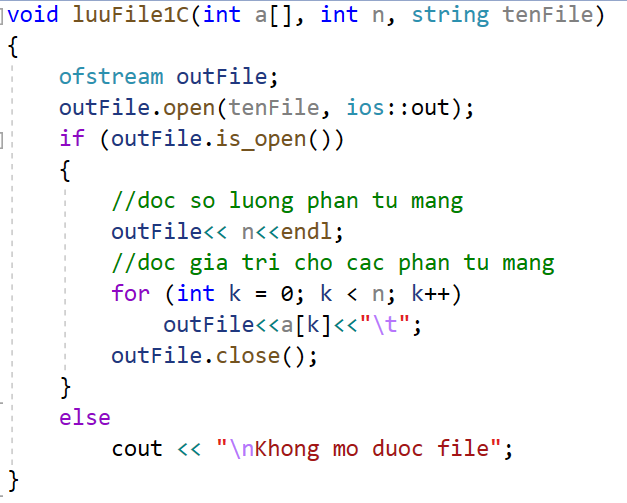 void luuFile1C(int a[], int n, string tenFile)
{
    ofstream outFile;
    outFile.open(tenFile, ios::out);
    if (outFile.is_open())
    {
        //doc so luong phan tu mang
        outFile<< n<<endl;
        //doc gia tri cho cac phan tu mang
        for (int k = 0; k < n; k++)
            outFile<<a[k]<<"\t";
        outFile.close();
    }
    else
        cout << "\nKhong mo duoc file";
}